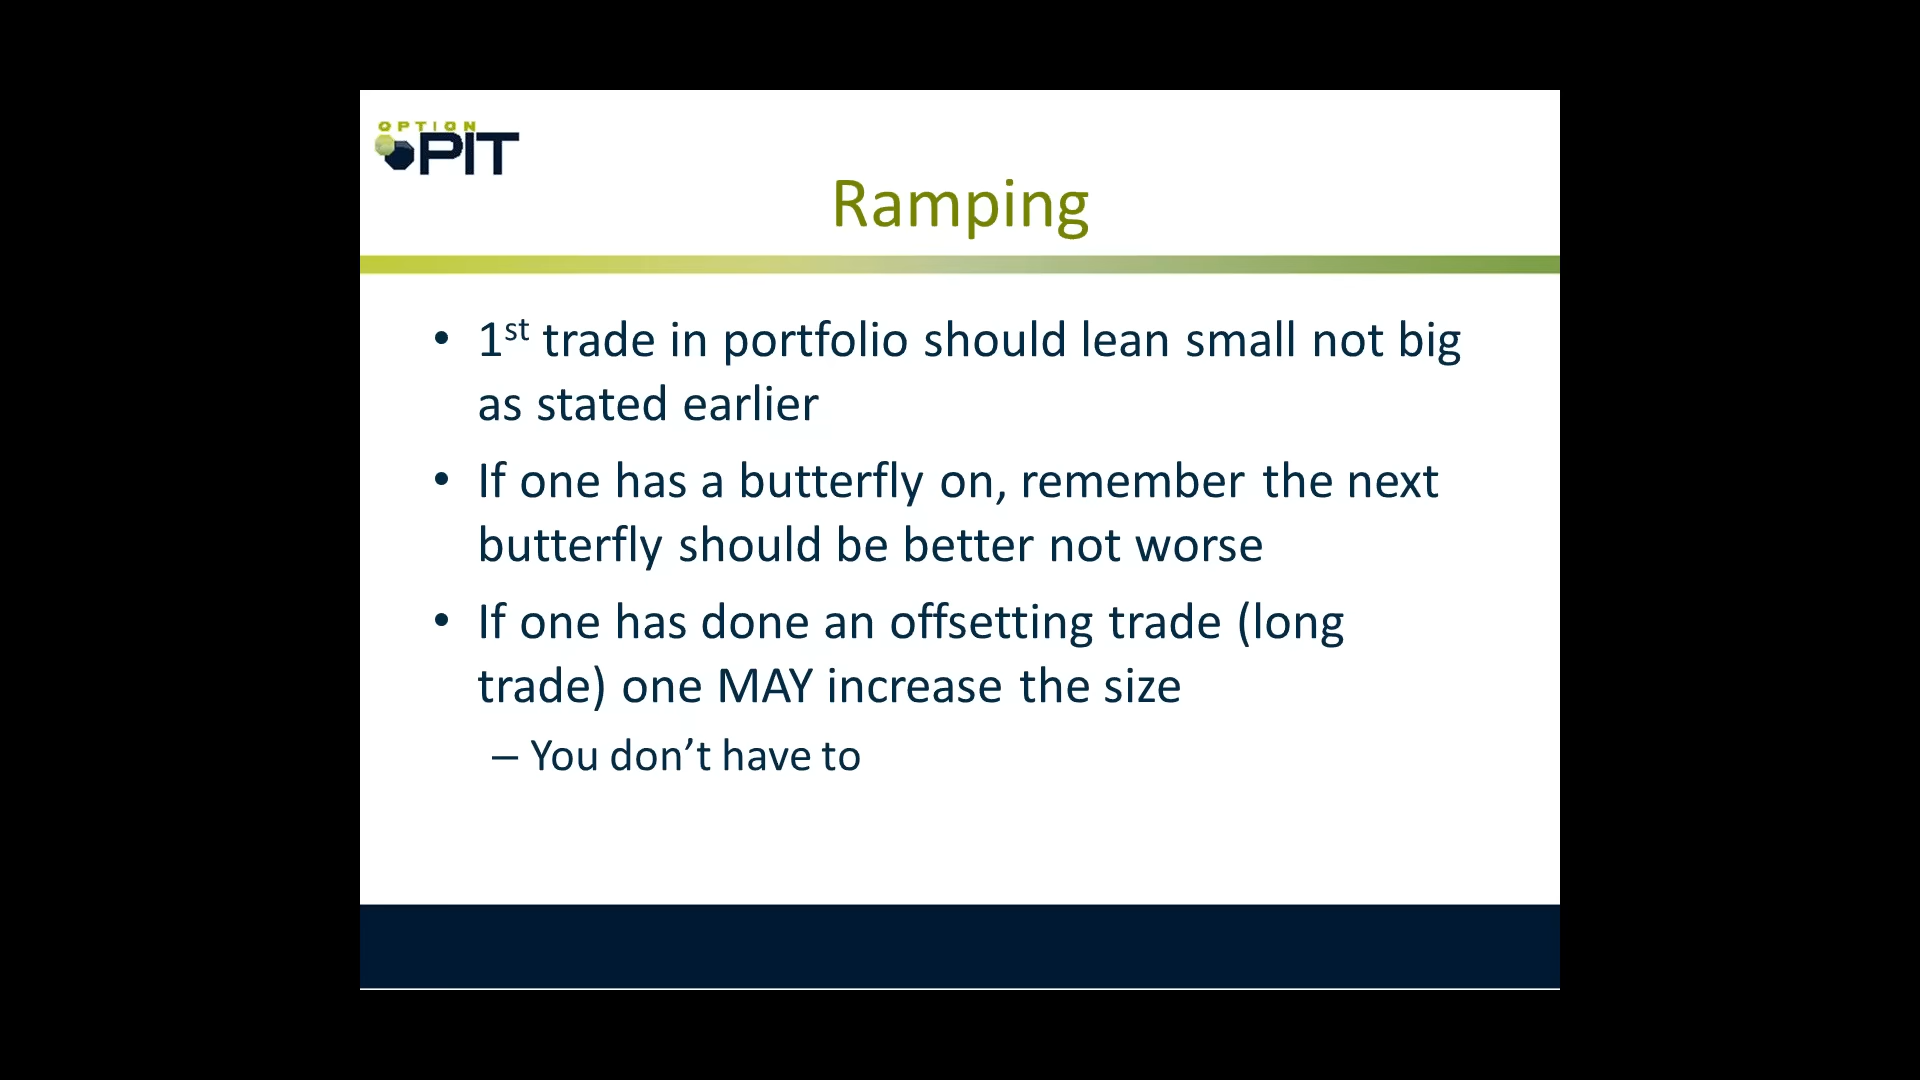 OPTION
PIT
Ramping
• 1st trade in portfolio should lean small not big
as stated earlier
• If one has a butterfly on, remember the next
butterfly should be better not worse
• If one has done an offsetting trade (long
trade) one MAY increase the size
– You don’t have to